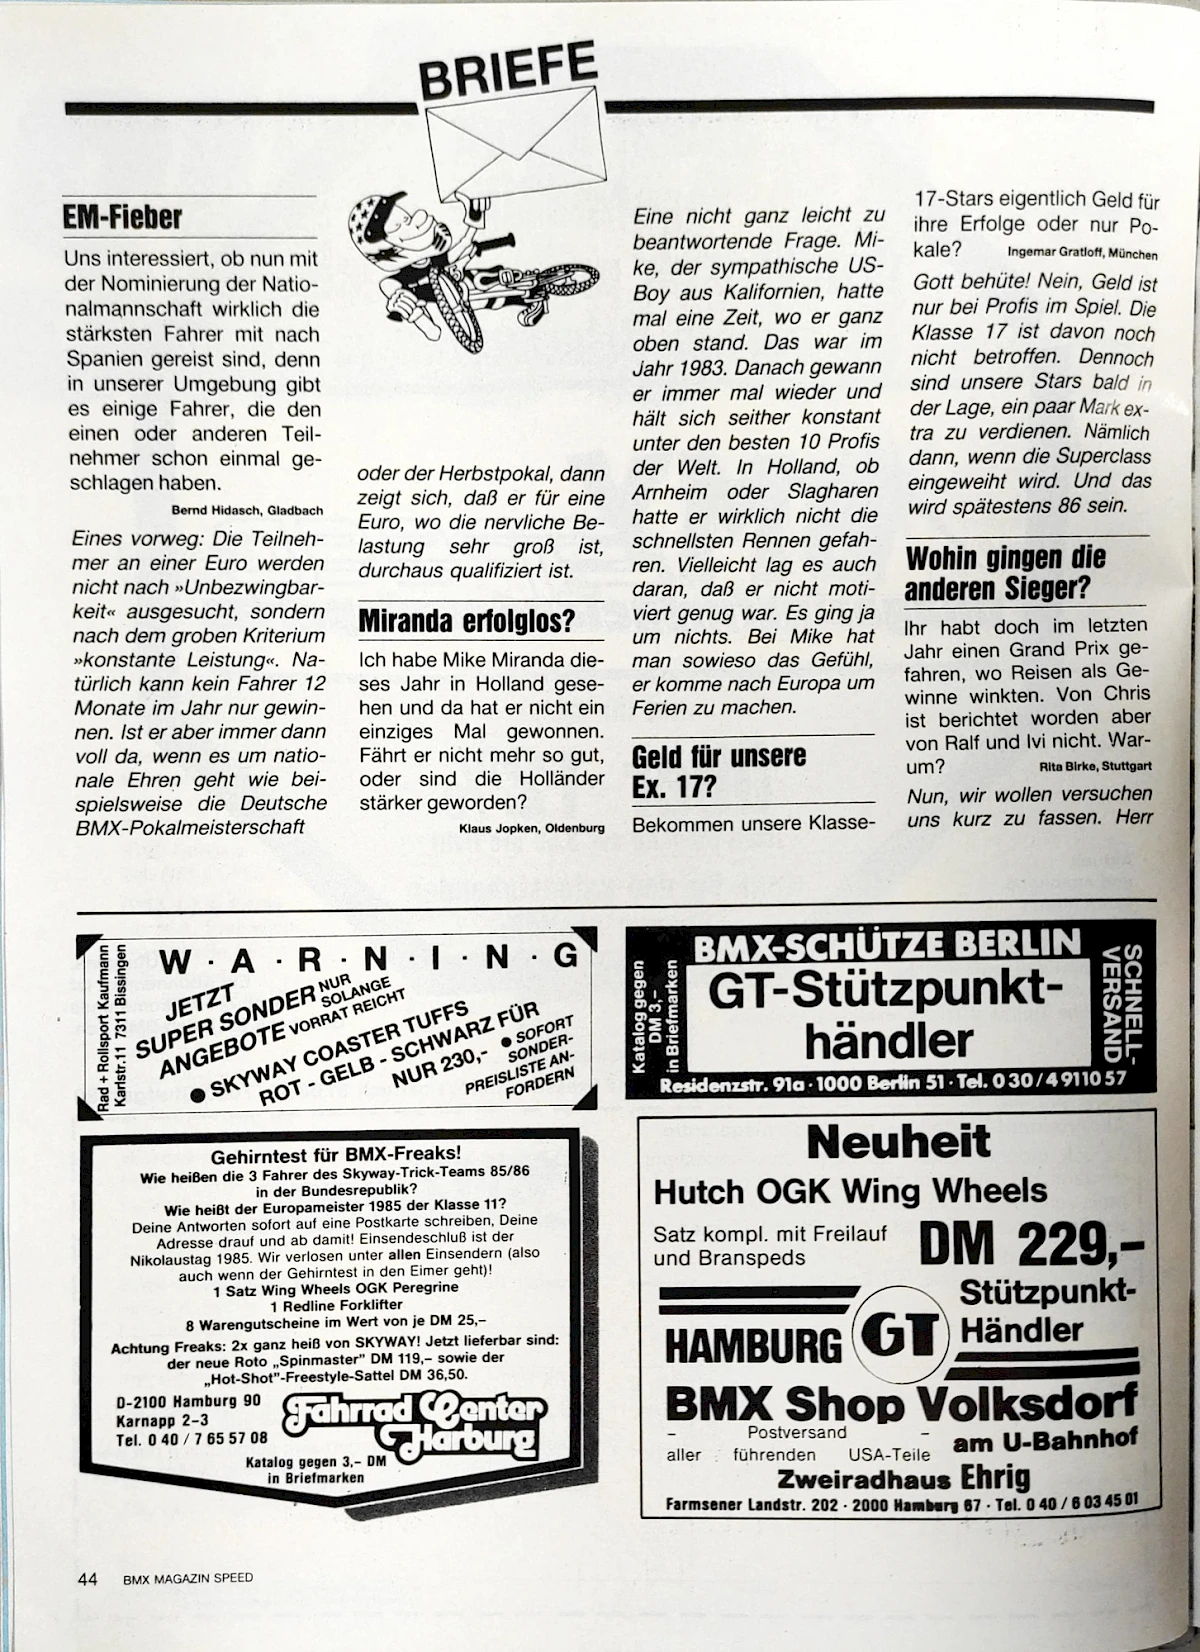 BRIEFE
EM-Fieber
Uns interessiert, ob nun mit
der Nominierung der Natio-
nalmannschaft wirklich die
stärksten Fahrer mit nach
Spanien gereist sind, denn
in unserer Umgebung gibt
es einige Fahrer, die den
einen oder anderen Teil-
nehmer schon einmal ge-
schlagen haben.
Bernd Hidasch, Gladbach
Eines vorweg: Die Teilneh-
mer an einer Euro werden
nicht nach »Unbezwingbar-
keit« ausgesucht, sondern
nach dem groben Kriterium
»konstante Leistung«. Na-
türlich kann kein Fahrer 12
Monate im Jahr nur gewin-
nen. Ist er aber immer dann
voll da, wenn es um natio-
nale Ehren geht wie bei-
spielsweise die Deutsche
BMX-Pokalmeisterschaft
oder der Herbstpokal, dann
zeigt sich, daß er für eine
Euro, wo die nervliche Be-
lastung sehr groß ist,
durchaus qualifiziert ist.
Miranda erfolglos?
Ich habe Mike Miranda die-
ses Jahr in Holland gese-
hen und da hat er nicht ein
einziges Mal gewonnen.
Fährt er nicht mehr so gut,
oder sind die Holländer
stärker geworden?
Klaus Jopken, Oldenburg
Eine nicht ganz leicht zu
beantwortende Frage. Mi-
ke, der sympathische US-
Boy aus Kalifornien, hatte
mal eine Zeit, wo er ganz
oben stand. Das war im
Jahr 1983. Danach gewann
er immer mal wieder und
hält sich seither konstant
unter den besten 10 Profis
der Welt. In Holland, ob
Arnheim oder Slagharen
hatte er wirklich nicht die
schnellsten Rennen gefah-
ren. Vielleicht lag es auch
daran, daß er nicht moti-
viert genug war. Es ging ja
um nichts. Bei Mike hat
man sowieso das Gefühl,
er komme nach Europa um
Ferien zu machen.
Geld für unsere
Ex. 17?
Bekommen unsere Klasse-
17-Stars eigentlich Geld für
ihre Erfolge oder nur Po-
kale? Ingemar Gratloff, München
Gott behüte! Nein, Geld ist
nur bei Profis im Spiel. Die
Klasse 17 ist davon noch
nicht betroffen. Dennoch
sind unsere Stars bald in
der Lage, ein paar Mark ex-
tra zu verdienen. Nämlich
dann, wenn die Superclass
eingeweiht wird. Und das
wird spätestens 86 sein.
Wohin gingen die
anderen Sieger?
Ihr habt doch im letzten
Jahr einen Grand Prix ge-
fahren, wo Reisen als Ge-
winne winkten. Von Chris
ist berichtet worden aber
von Ralf und Ivi nicht. War-
um? Rita Birke, Stuttgart
Nun, wir wollen versuchen
uns kurz zu fassen. Herr
Rad + Rollsport Kaufmann
Karlstr. 11 7311 Bissingen
W·A·R·N·I·N·G
JETZT
SUPER SONDER
ANGEBOTE
NUR
SOLANGE
VORRAT REICHT
● SKYWAY COASTER TUFFS
ROT - GELB - SCHWARZ FÜR
NUR 230,-
● SOFORT
SONDER-
PREISLISTE AN-
FORDERN
BMX-SCHÜTZE BERLIN
Katalog gegen
DM 3,-
in Briefmarken
GT-Stützpunkt-
händler
SCHNELL-
VERSAND
Residenzstr. 91a · 1000 Berlin 51 · Tel. 0 30 / 4 91 10 57
Gehirntest für BMX-Freaks!
Wie heißen die 3 Fahrer des Skyway-Trick-Teams 85/86
in der Bundesrepublik?
Wie heißt der Europameister 1985 der Klasse 11?
Deine Antworten sofort auf eine Postkarte schreiben, Deine
Adresse drauf und ab damit! Einsendeschluß ist der
Nikolaustag 1985. Wir verlosen unter allen Einsendern (also
auch wenn der Gehirntest in den Eimer geht)!
1 Satz Wing Wheels OGK Peregrine
1 Redline Forklifter
8 Warengutscheine im Wert von je DM 25,–
Achtung Freaks: 2x ganz heiß von SKYWAY! Jetzt lieferbar sind:
der neue Roto „Spinmaster" DM 119,– sowie der
„Hot-Shot"-Freestyle-Sattel DM 36,50.
D-2100 Hamburg 90
Karnapp 2–3
Tel. 0 40 / 7 65 57 08
Fahrrad Center
Harburg
Katalog gegen 3,– DM
in Briefmarken
Neuheit
Hutch OGK Wing Wheels
Satz kompl. mit Freilauf
und Branspeds
DM 229,–
HAMBURG
GT
Stützpunkt-
Händler
BMX Shop Volksdorf
– Postversand –
aller führenden USA-Teile
am U-Bahnhof
Zweiradhaus Ehrig
Farmsener Landstr. 202 · 2000 Hamburg 67 · Tel. 0 40 / 6 03 45 01
44 BMX MAGAZIN SPEED